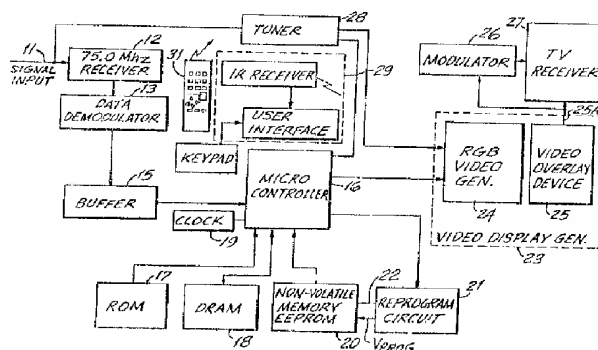 11
SIGNAL
INPUT
12
75.0 Mhz
RECEIVER
13
DATA
DEMODULATOR
15
BUFFER
28
TUNER
31
IR RECEIVER
29
USER
INTERFACE
KEYPAD
MICRO
CONTROLLER
16
CLOCK
19
17
ROM
DRAM
18
NON-VOLATILE
MEMORY
EEPROM
20
22
VPROG
REPROGRAM
CIRCUIT
21
26
MODULATOR
27
TV
RECEIVER
25A
RGB
VIDEO
GEN.
24
VIDEO
OVERLAY
DEVICE
25
VIDEO DISPLAY GEN.
23